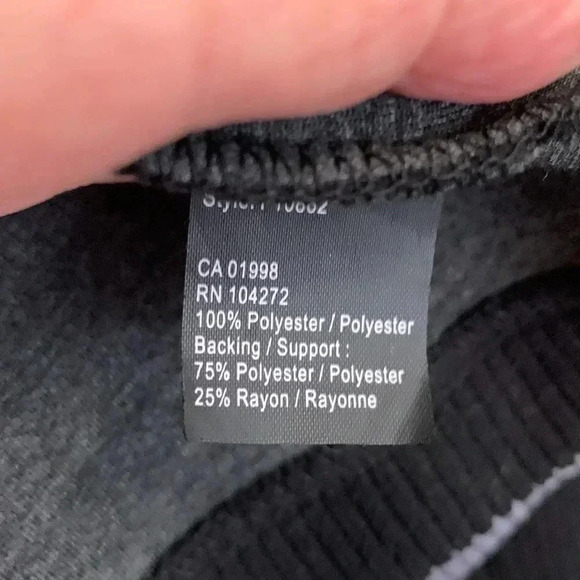 CA 01998
RN 104272
100% Polyester / Polyester
Backing / Support :
75% Polyester / Polyester
25% Rayon / Rayonne